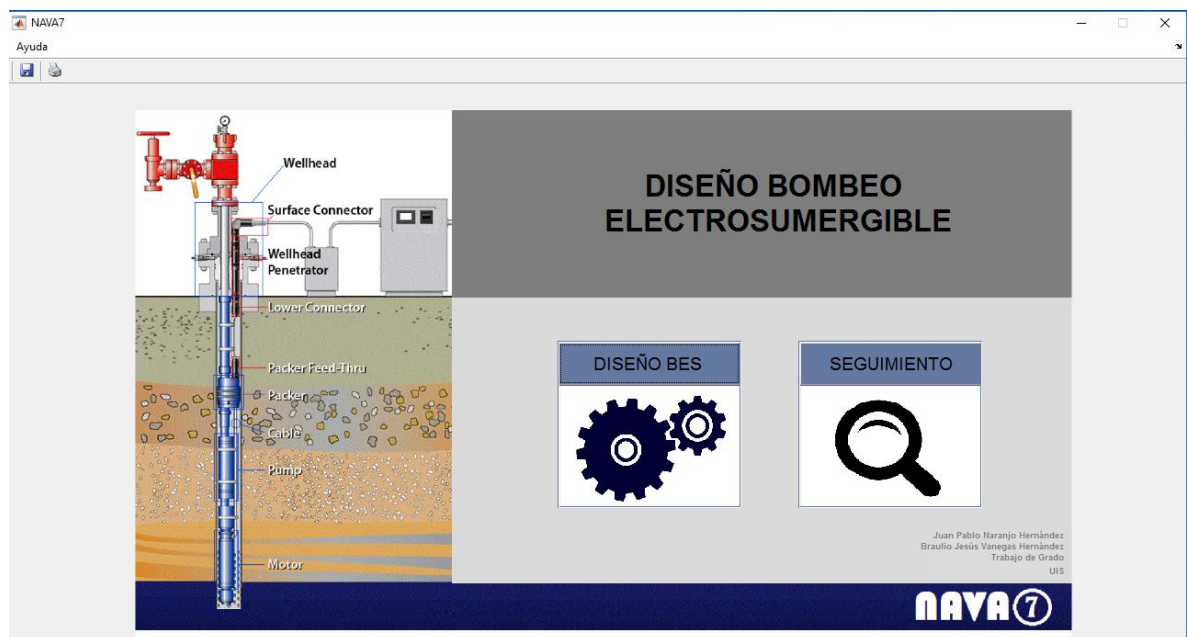 NAVA7
Ayuda
Wellhead
Surface Connector
Wellhead
Penetrator
Lower Connector
Packer Feed-Thru
Packer
Cable
Pump
Motor
DISEÑO BOMBEO
ELECTROSUMERGIBLE
DISEÑO BES
SEGUIMIENTO
Juan Pablo Naranjo Hernández
Braulio Jesús Vanegas Hernández
Trabajo de Grado
UIS
NAVA7